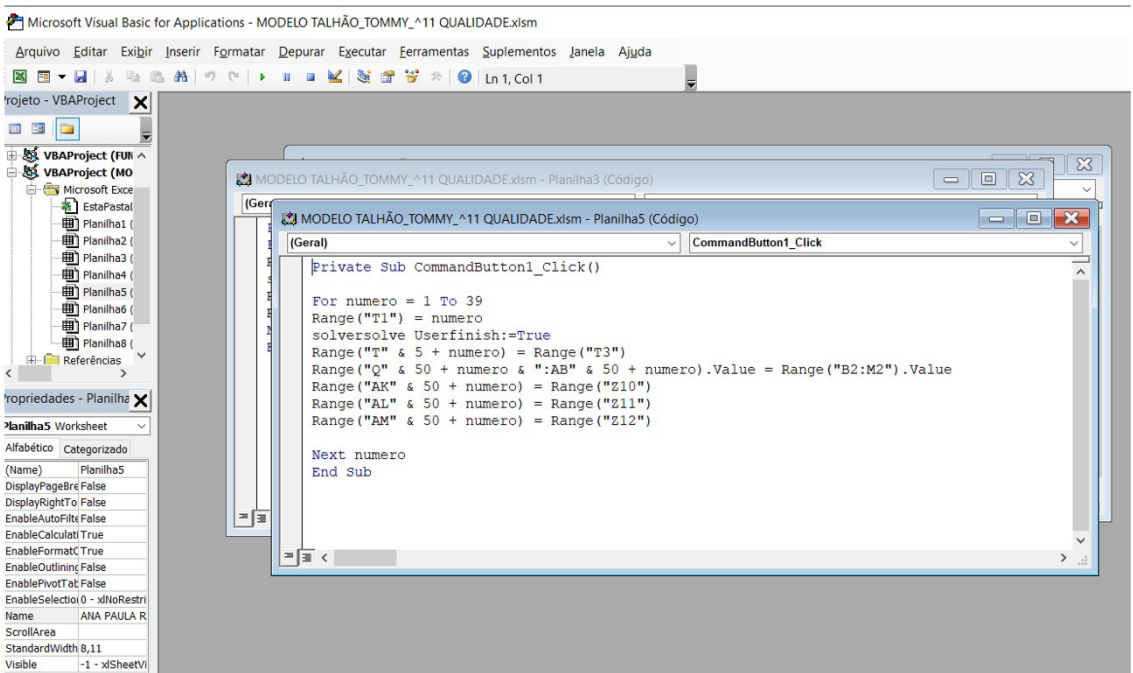 Microsoft Visual Basic for Applications - MODELO TALHÃO_TOMMY_^11 QUALIDADE.xlsm
Arquivo Editar Exibir Inserir Formatar Depurar Executar Ferramentas Suplementos Janela Ajuda
Ln 1, Col 1
Projeto - VBAProject
VBAProject (FUN
VBAProject (MO
Microsoft Exce
EstaPastal
Planilha1 (
Planilha2 (
Planilha3 (
Planilha4 (
Planilha5 (
Planilha6 (
Planilha7 (
Planilha8 (
Referências
Propriedades - Planilha
Planilha5 Worksheet
Alfabético Categorizado
(Name) Planilha5
DisplayPageBre False
DisplayRightTo False
EnableAutoFilte False
EnableCalculati True
EnableFormatC True
EnableOutlining False
EnablePivotTab False
EnableSelectio 0 - xlNoRestri
Name ANA PAULA R
ScrollArea
StandardWidth 8,11
Visible -1 - xlSheetVi
MODELO TALHÃO_TOMMY_^11 QUALIDADE.xlsm - Planilha3 (Código)
(Gera
MODELO TALHÃO_TOMMY_^11 QUALIDADE.xlsm - Planilha5 (Código)
(Geral) CommandButton1_Click
Private Sub CommandButton1_Click()
For numero = 1 To 39
Range("T1") = numero
solversolve Userfinish:=True
Range("T" & 5 + numero) = Range("T3")
Range("Q" & 50 + numero & ":AB" & 50 + numero).Value = Range("B2:M2").Value
Range("AK" & 50 + numero) = Range("Z10")
Range("AL" & 50 + numero) = Range("Z11")
Range("AM" & 50 + numero) = Range("Z12")
Next numero
End Sub